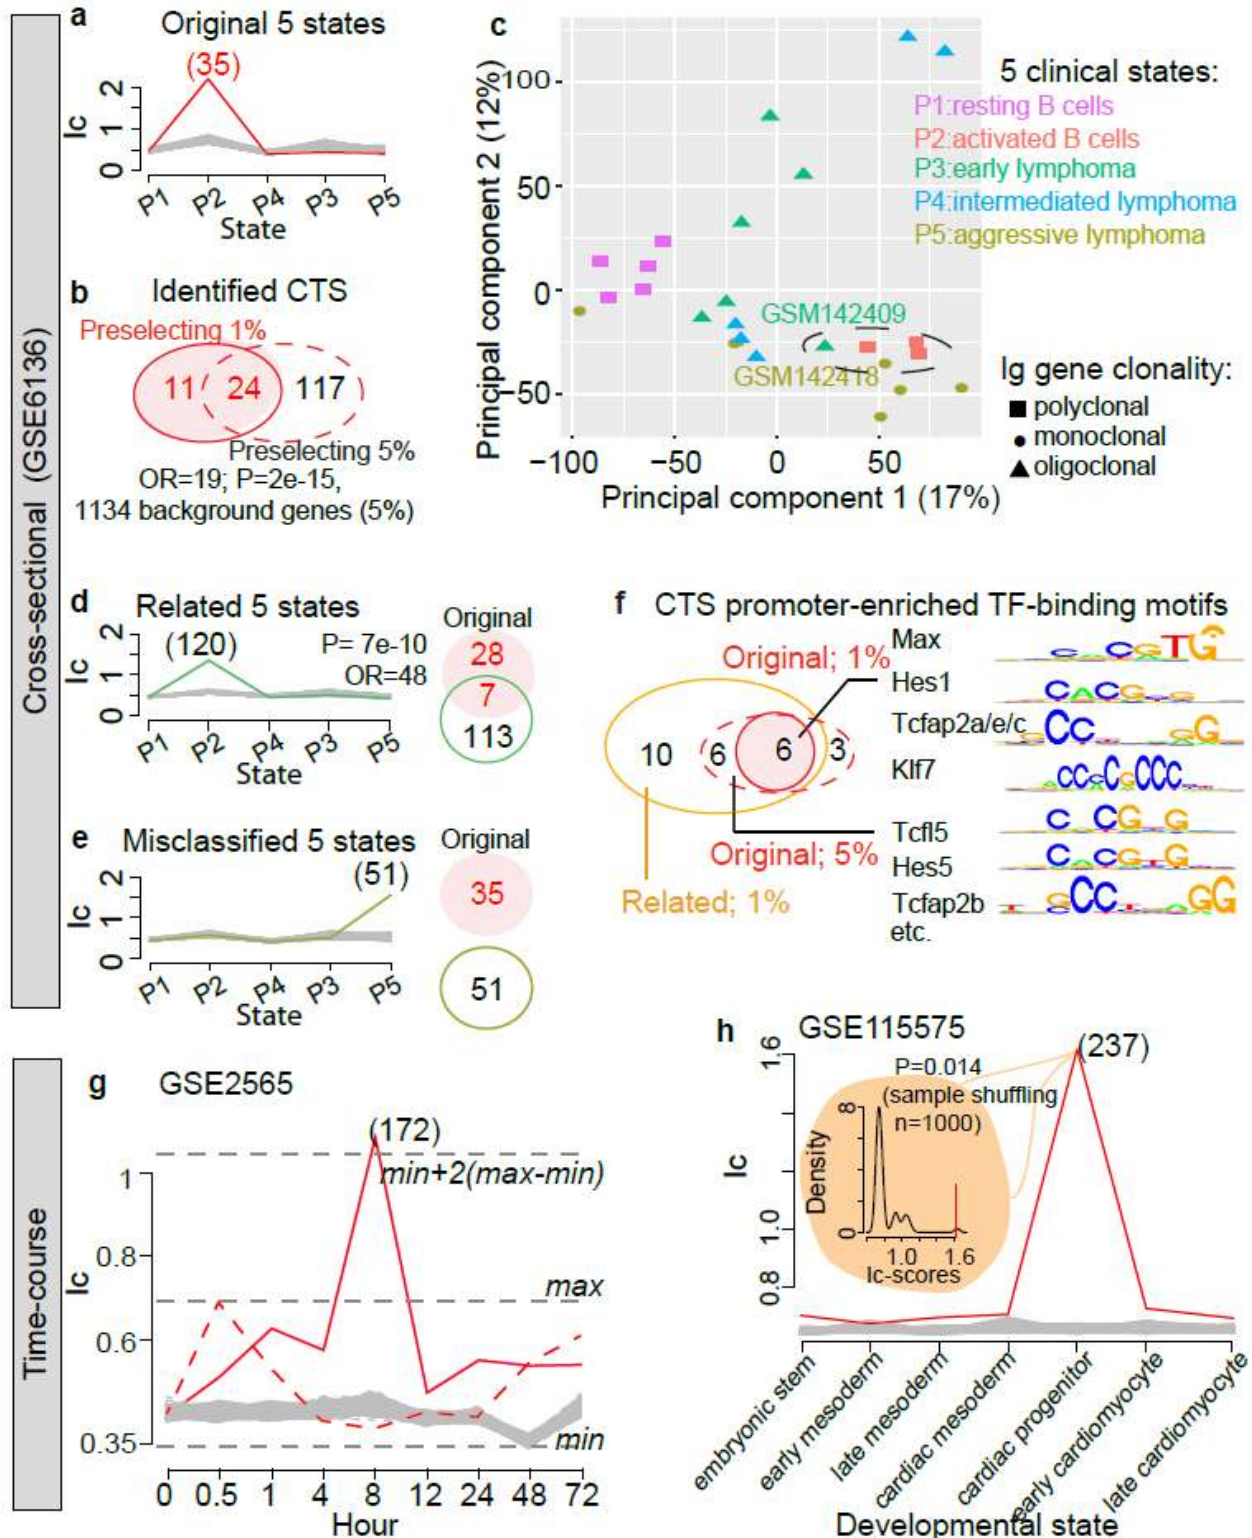 Cross-sectional (GSE6136)
a
Original 5 states
(35)
Ic
2
1
0
P1
P2
P4
P3
P5
State
b
Identified CTS
Preselecting 1%
11
24
117
Preselecting 5%
OR=19; P=2e-15,
1134 background genes (5%)
c
Principal component 2 (12%)
100
50
0
−50
GSM142409
GSM142418
−100
−50
0
50
Principal component 1 (17%)
5 clinical states:
P1:resting B cells
P2:activated B cells
P3:early lymphoma
P4:intermediated lymphoma
P5:aggressive lymphoma
Ig gene clonality:
polyclonal
monoclonal
oligoclonal
d
Related 5 states
(120)
P= 7e-10
OR=48
Ic
2
1
0
P1
P2
P4
P3
P5
State
Original
28
7
113
e
Misclassified 5 states
(51)
Ic
2
1
0
P1
P2
P4
P3
P5
State
Original
35
51
f
CTS promoter-enriched TF-binding motifs
Original; 1%
10
6
6
3
Original; 5%
Related; 1%
Max
Hes1
Tcfap2a/e/c
Klf7
Tcfl5
Hes5
Tcfap2b
etc.
Time-course
g
GSE2565
(172)
min+2(max-min)
max
min
Ic
1
0.8
0.6
0.35
0
0.5
1
4
8
12
24
48
72
Hour
h
GSE115575
(237)
P=0.014
(sample shuffling
n=1000)
Density
8
0
1.0
1.6
Ic-scores
Ic
1.6
1.0
0.8
embryonic stem
early mesoderm
late mesoderm
cardiac mesoderm
cardiac progenitor
early cardiomyocyte
late cardiomyocyte
Developmental state